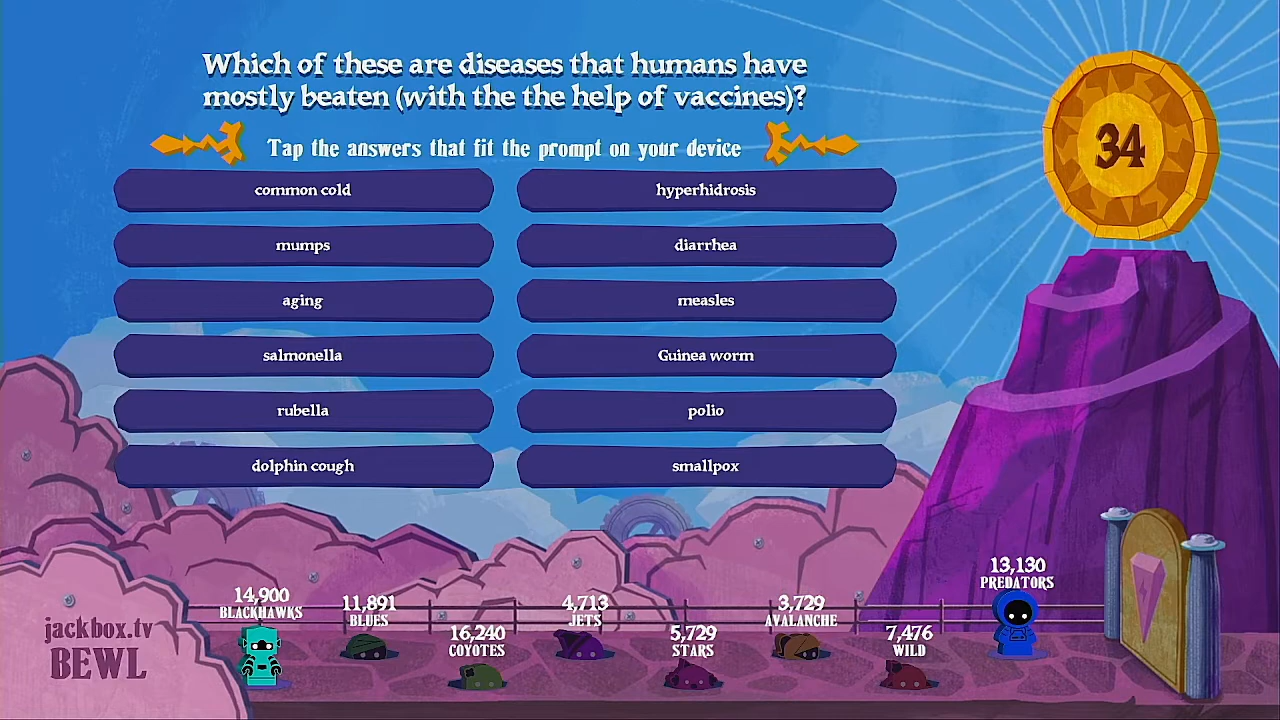 Which of these are diseases that humans have
mostly beaten (with the the help of vaccines)?
Tap the answers that fit the prompt on your device
34
common cold
hyperhidrosis
mumps
diarrhea
aging
measles
salmonella
Guinea worm
rubella
polio
dolphin cough
smallpox
14,900
BLACKHAWKS
11,891
BLUES
16,240
COYOTES
4,713
JETS
5,729
STARS
3,729
AVALANCHE
7,476
WILD
13,130
PREDATORS
jackbox.tv
BEWL